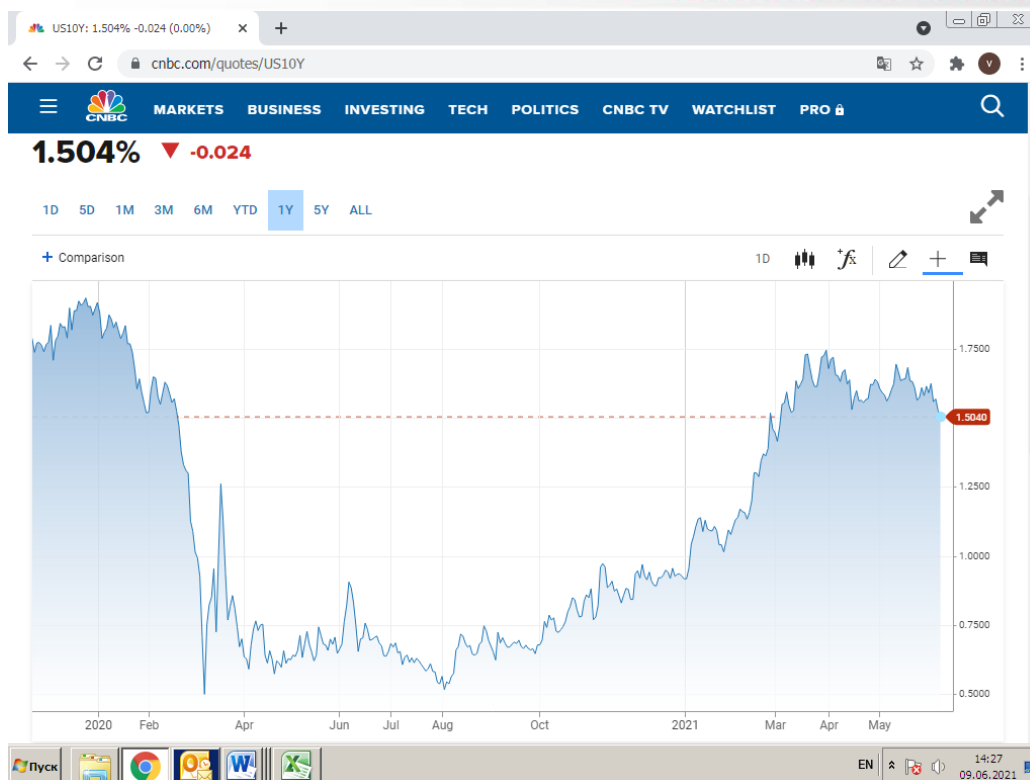 US10Y: 1.504% -0.024 (0.00%)
cnbc.com/quotes/US10Y
V
CNBC MARKETS BUSINESS INVESTING TECH POLITICS CNBC TV WATCHLIST PRO
1.504% ▼ -0.024
1D 5D 1M 3M 6M YTD 1Y 5Y ALL
+ Comparison 1D fx
1.7500
1.5040
1.2500
1.0000
0.7500
0.5000
2020 Feb Apr Jun Jul Aug Oct 2021 Mar Apr May
Пуск EN 14:27
09.06.2021